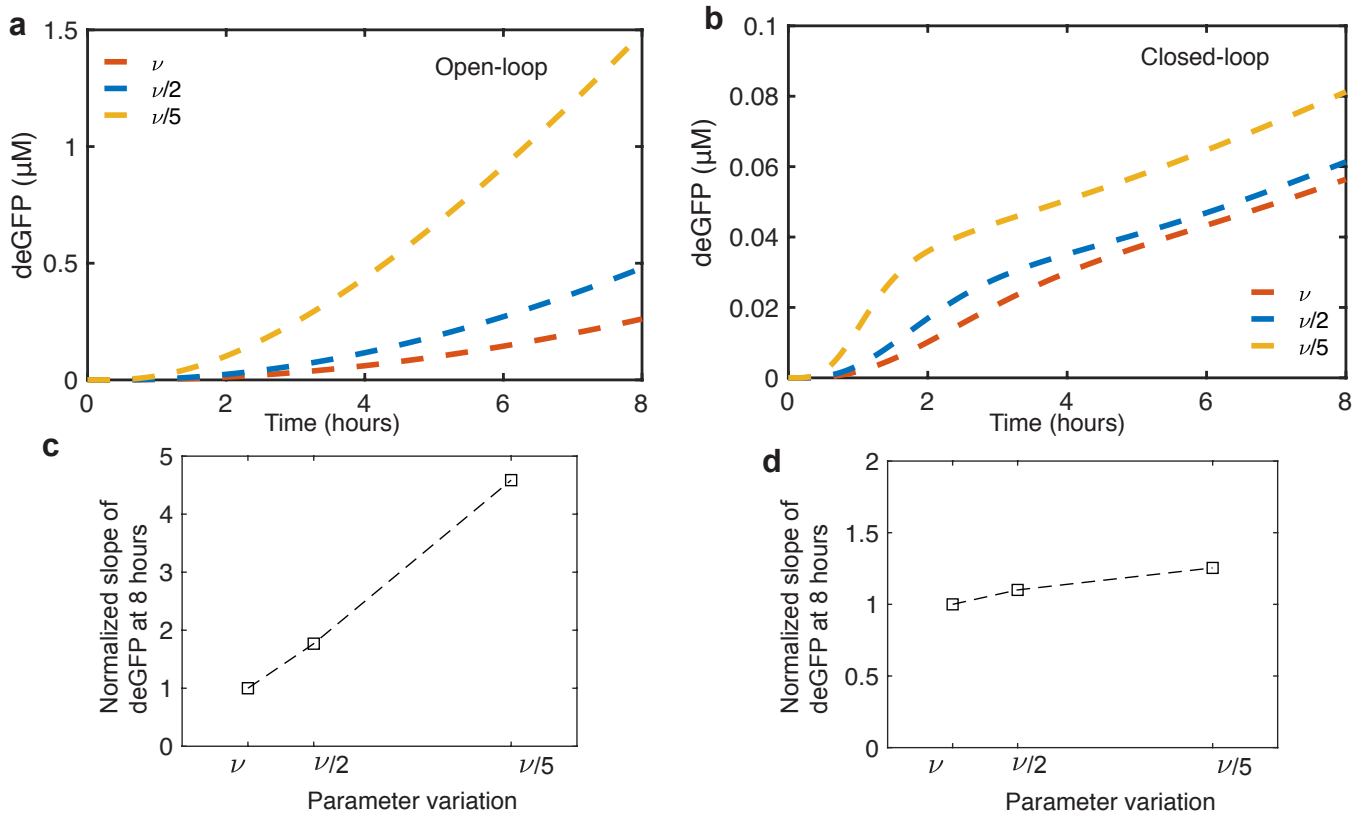 a
1.5
1
0.5
0
deGFP (µM)
ν
ν/2
ν/5
Open-loop
0
2
4
6
8
Time (hours)
b
0.1
0.08
0.06
0.04
0.02
0
deGFP (µM)
Closed-loop
ν
ν/2
ν/5
0
2
4
6
8
Time (hours)
c
5
4
3
2
1
0
Normalized slope of
deGFP at 8 hours
ν
ν/2
ν/5
Parameter variation
d
2
1.5
1
0.5
0
Normalized slope of
deGFP at 8 hours
ν
ν/2
ν/5
Parameter variation